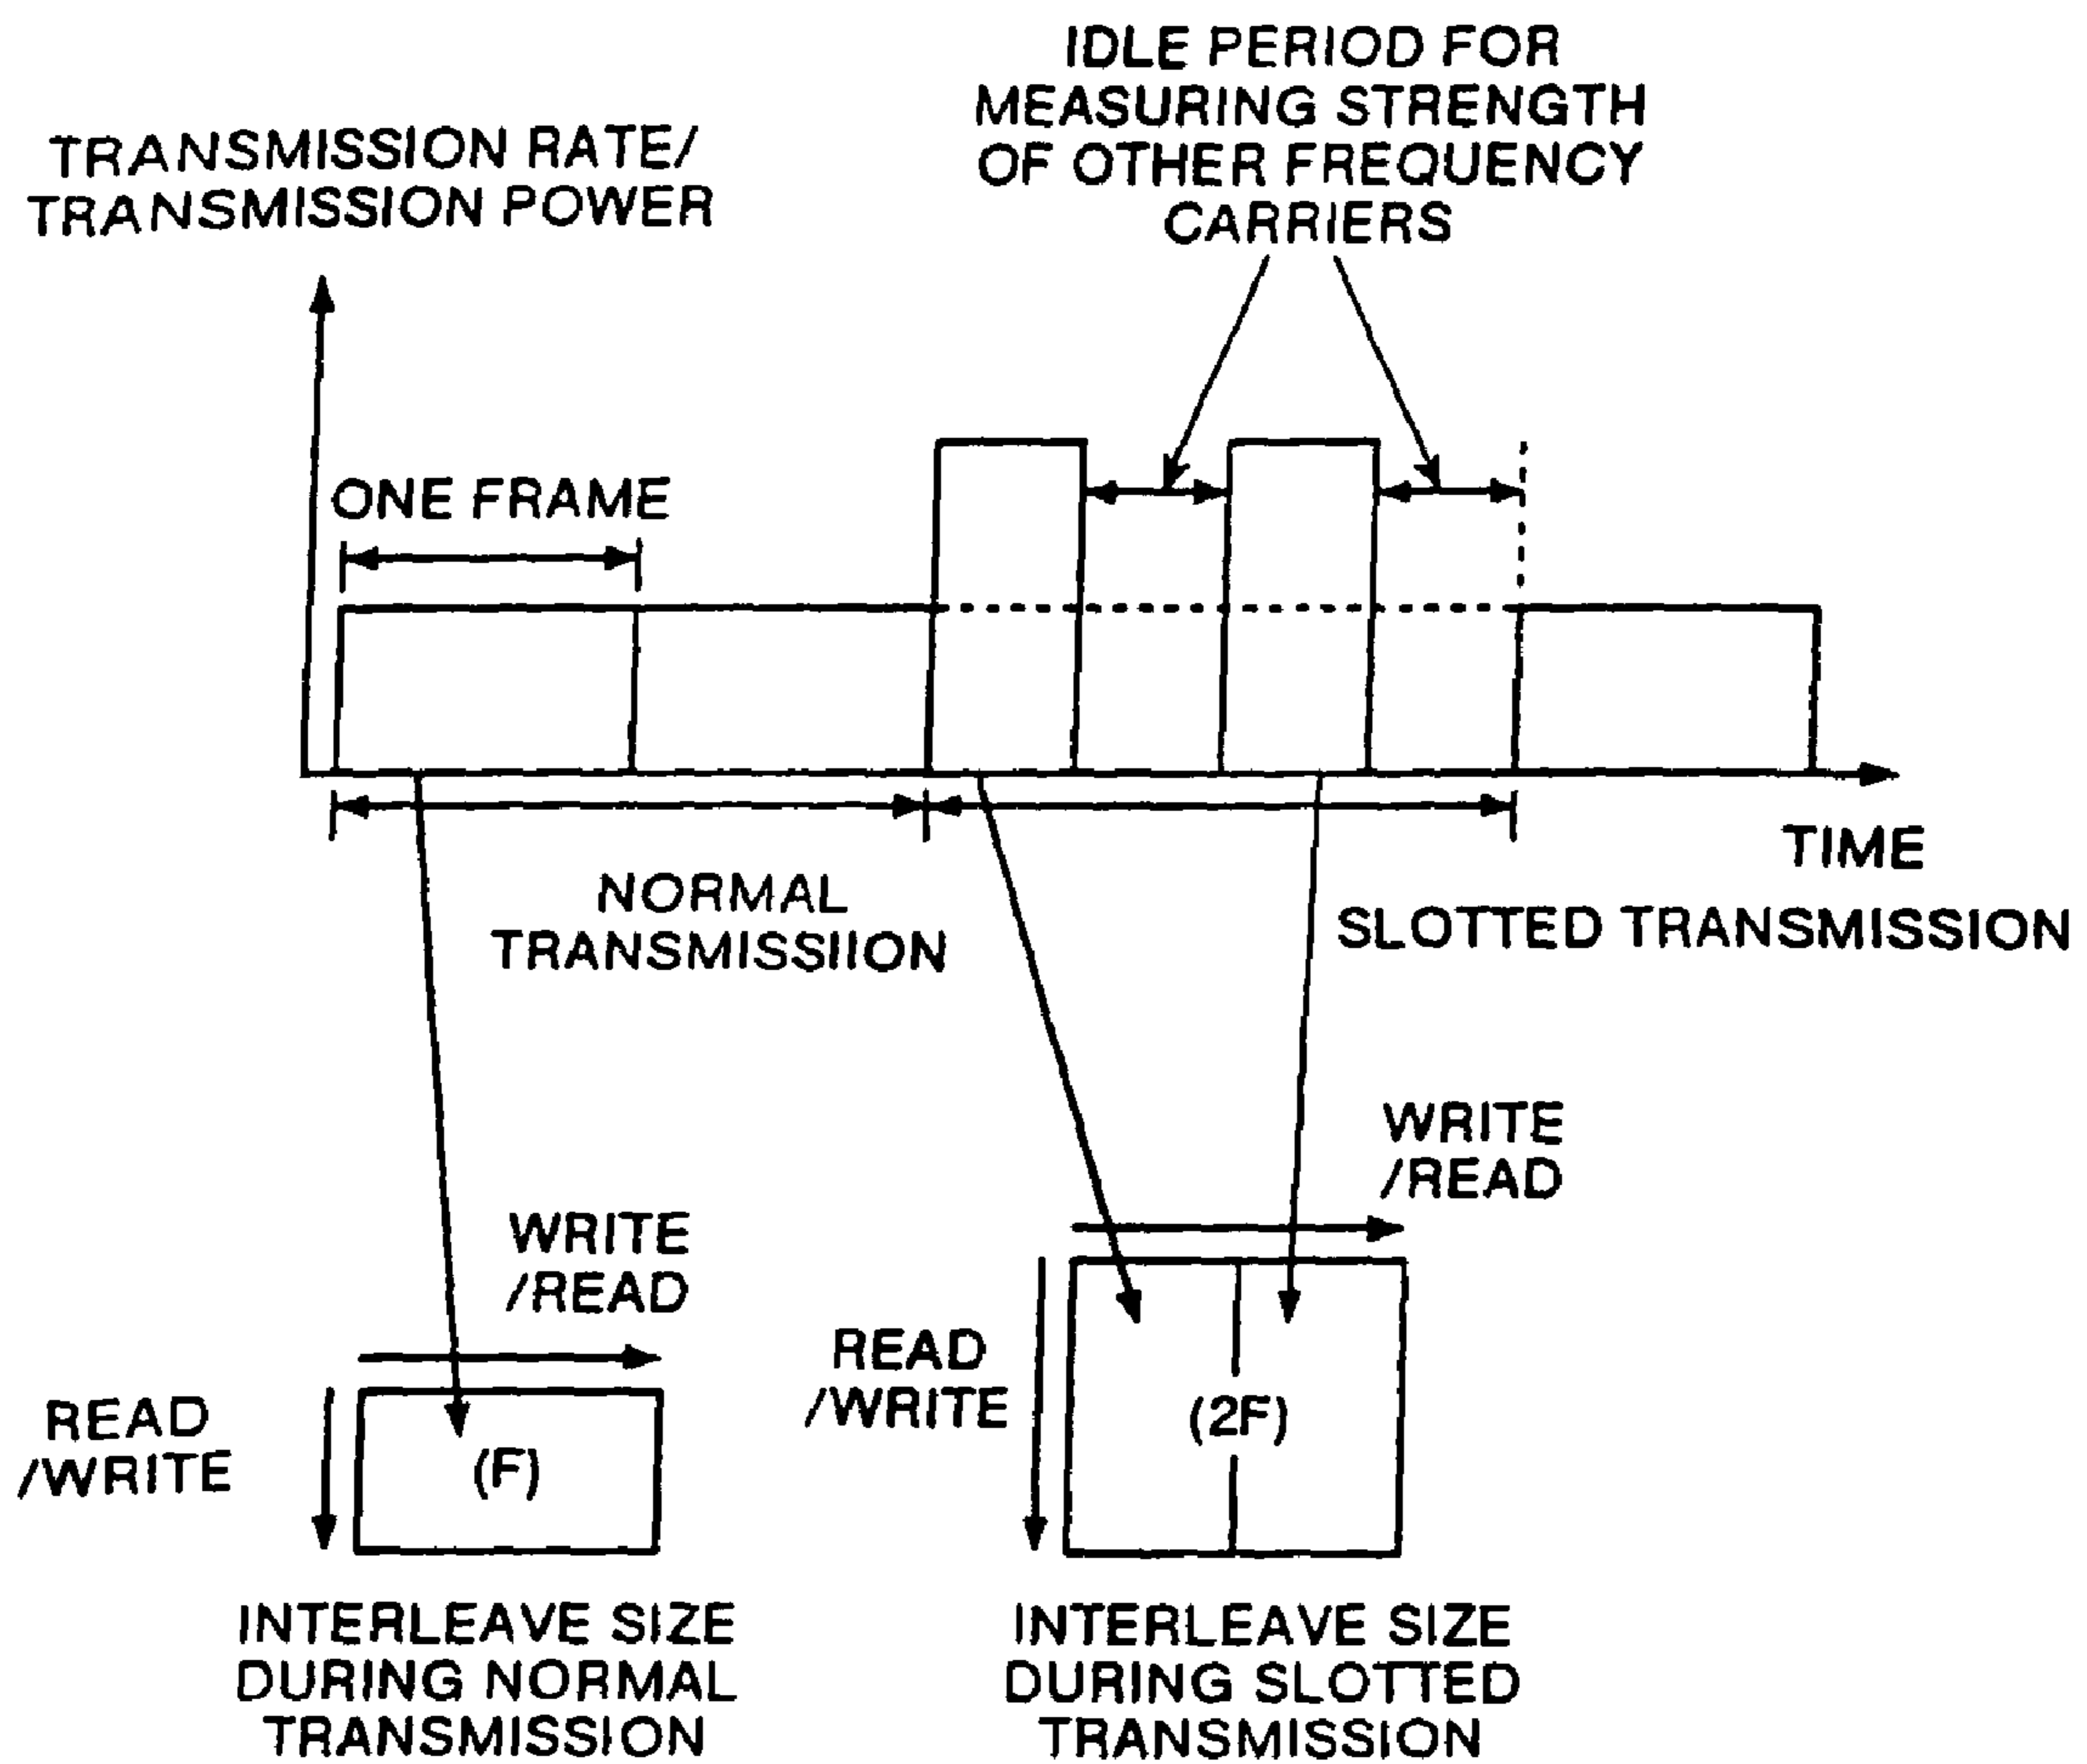 IDLE PERIOD FOR
MEASURING STRENGTH
OF OTHER FREQUENCY
CARRIERS
TRANSMISSION RATE/
TRANSMISSION POWER
ONE FRAME
TIME
NORMAL
TRANSMISSIION
SLOTTED TRANSMISSION
WRITE
/READ
READ
/WRITE
(F)
WRITE
/READ
READ
/WRITE
(2F)
INTERLEAVE SIZE
DURING NORMAL
TRANSMISSION
INTERLEAVE SIZE
DURING SLOTTED
TRANSMISSION